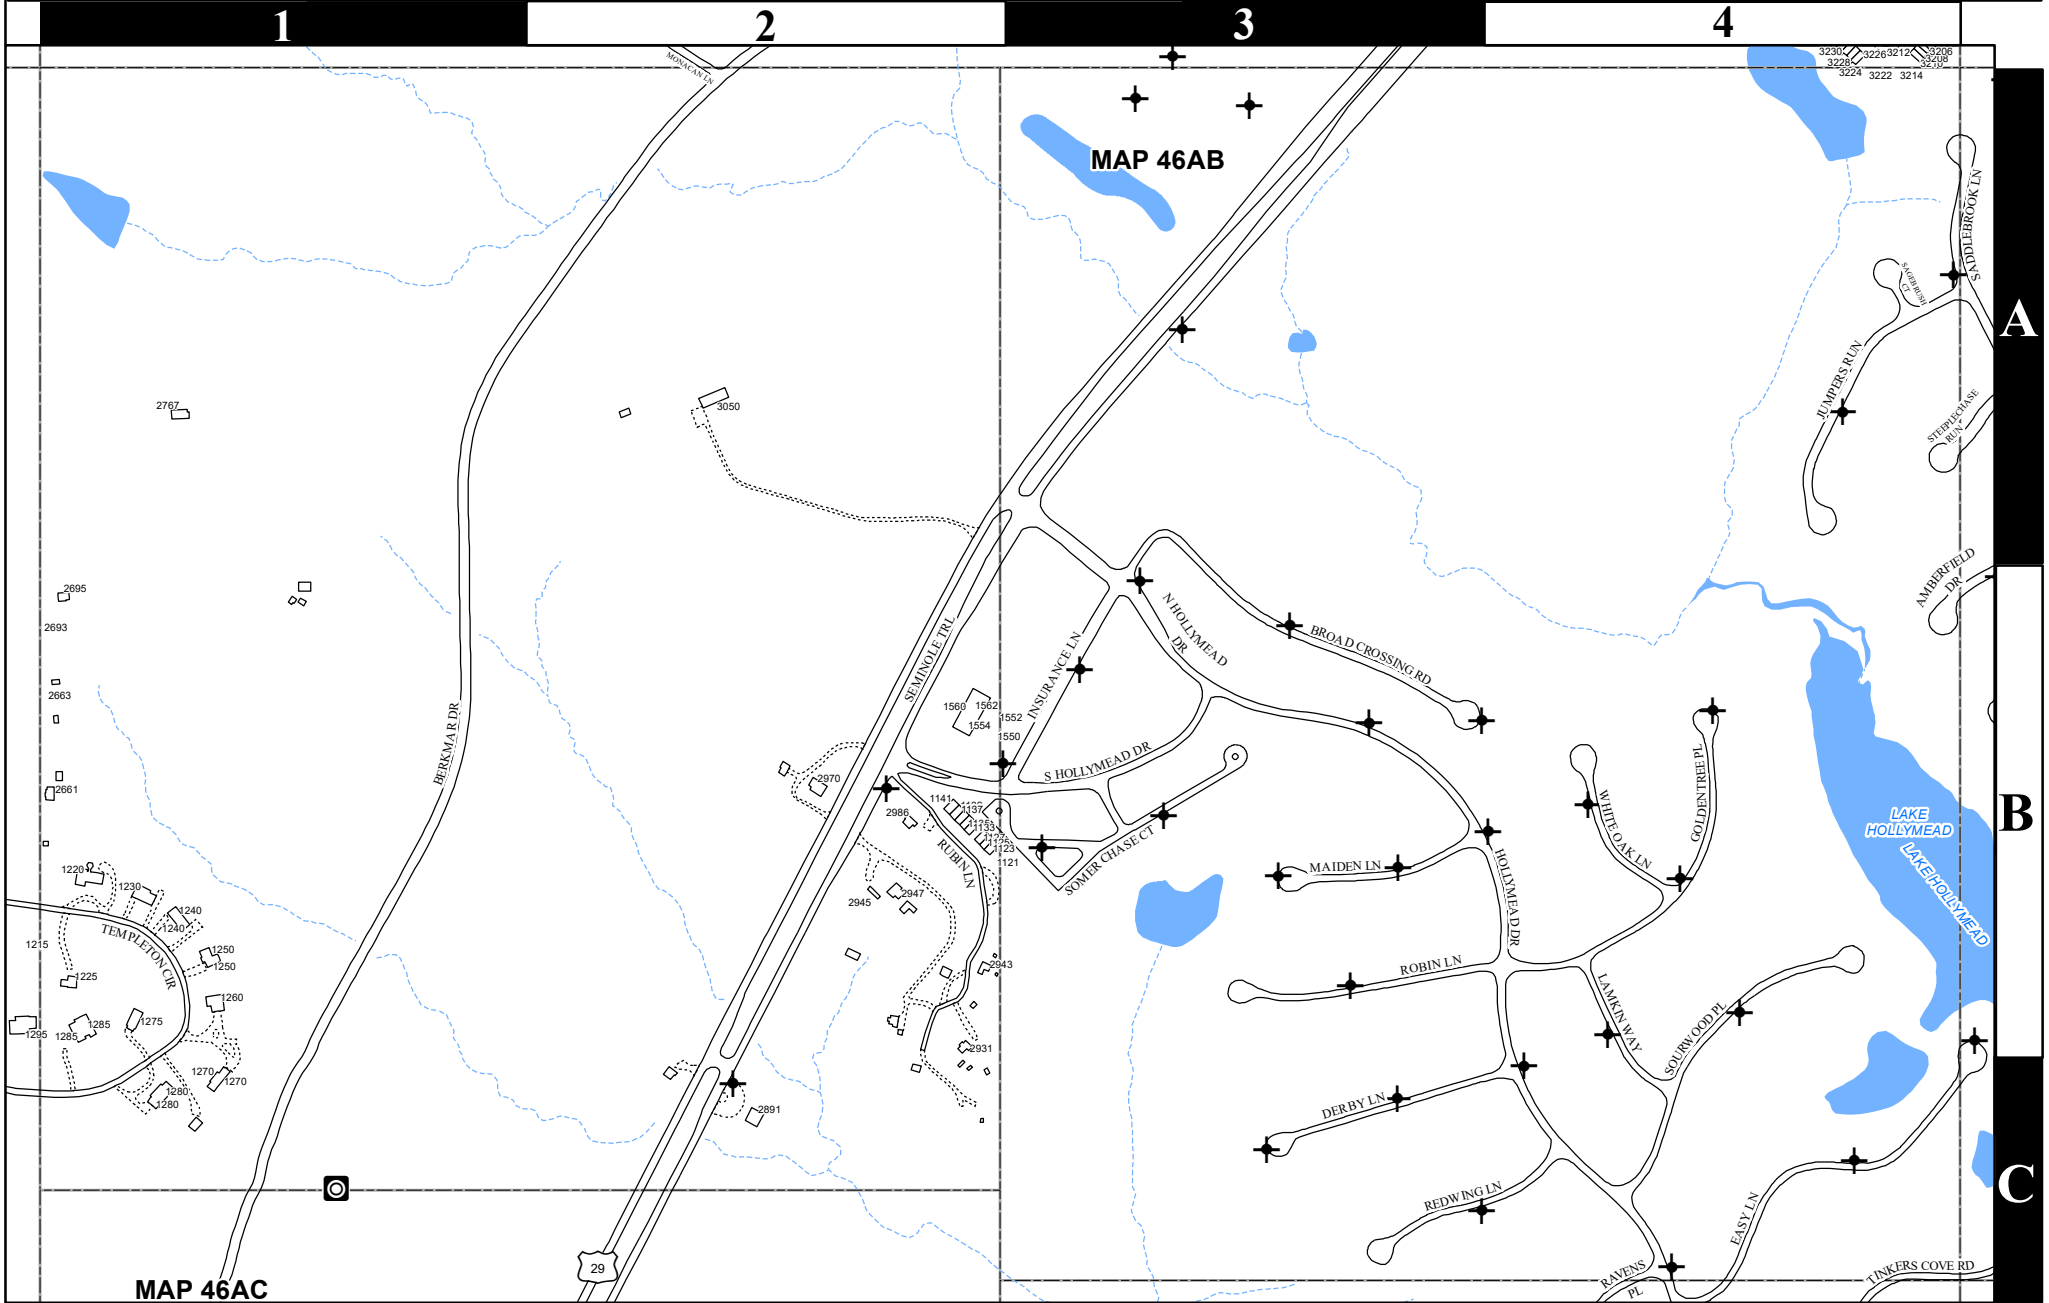 1 2 3 4
A
B
C
MONACAN LN
MAP 46AB
3230
3228
3224
3226
3222
3212
3214
3206
3208
3210
SADDLEBROOK LN
SAGEBRUSH
CT
JUMPERS RUN
STEEPLECHASE
RUN
AMBERFIELD
DR
2767
3050
2695
2693
2663
2661
BERKMAR DR
SEMINOLE TRL
INSURANCE LN
N HOLLYMEAD
DR
BROAD CROSSING RD
1560
1562
1554
1552
1550
S HOLLYMEAD DR
SOMER CHASE CT
2970
2986
1141
1137
1133
1123
1121
RUBIN LN
2945
2947
2943
2931
2891
MAIDEN LN
HOLLYMEAD DR
WHITE OAK LN
GOLDENTREE PL
LAKE
HOLLYMEAD
LAKE HOLLYMEAD
ROBIN LN
LAMKIN WAY
SOURWOOD PL
DERBY LN
REDWING LN
EASY LN
RAVENS
PL
TINKERS COVE RD
1220
1230
1240
1240
1250
1250
1260
1215
1225
TEMPLETON CIR
1295
1285
1285
1275
1270
1270
1280
1280
29
MAP 46AC